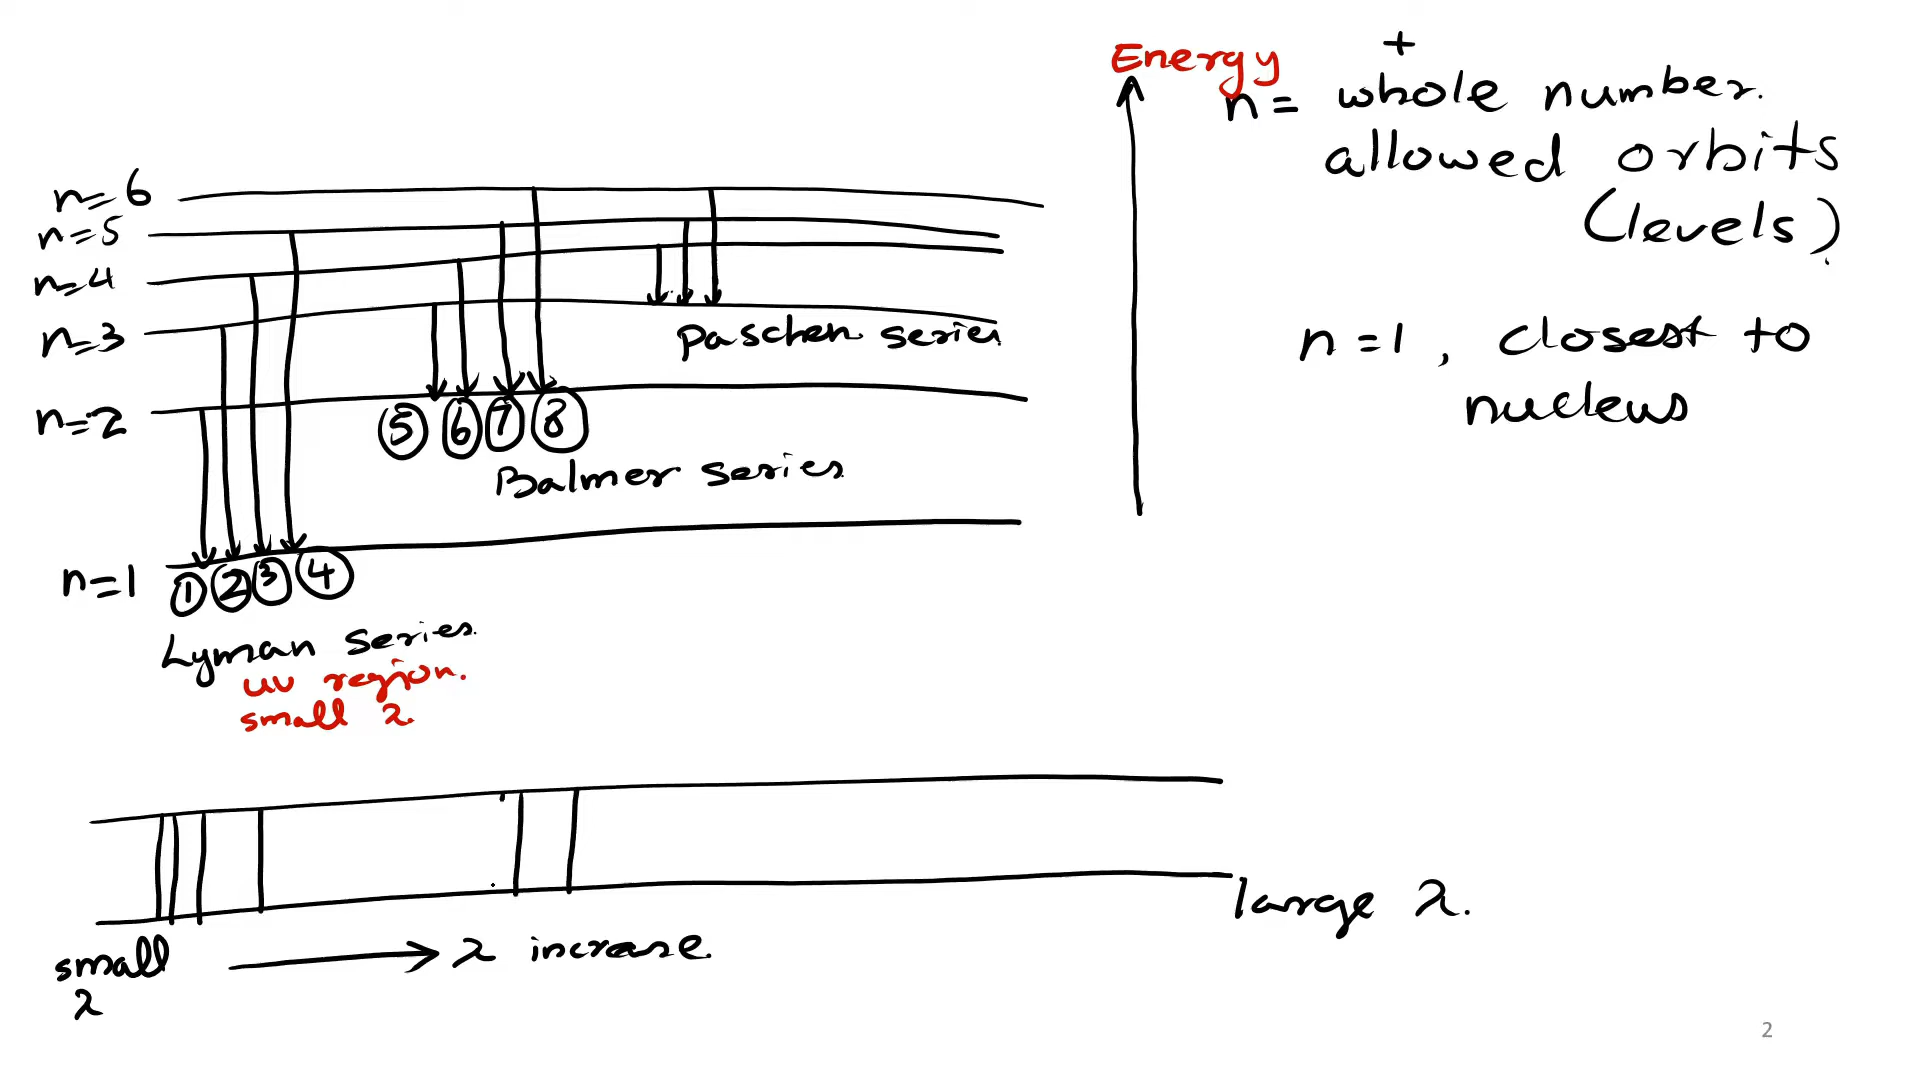 Energy
+
n = whole number.
allowed orbits
(levels)
n=6
n=5
n=4
n=3
n=2
n=1
Paschen series
n=1, closest to
nucleus
5 6 7 8
Balmer series
1 2 3 4
Lyman series.
uv region.
small λ.
small
λ
λ increase.
large λ.
2